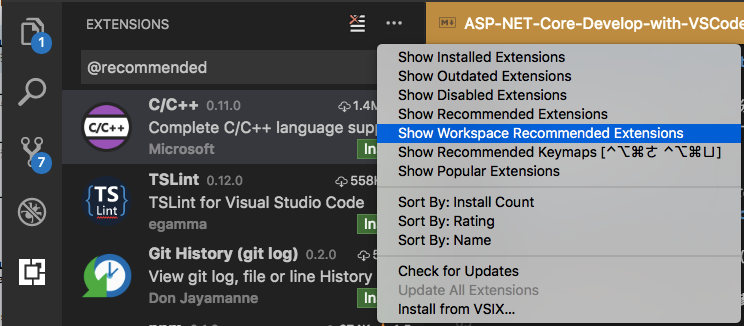 EXTENSIONS
ASP-NET-Core-Develop-with-VSCode
1
@recommended
C/C++ 0.11.0 1.4M
C/C++
Complete C/C++ language supp
Microsoft In
7
TSLint 0.12.0 558K
TS
Lint
TSLint for Visual Studio Code
egamma In
Git History (git log) 0.2.0 5
View git log, file or line History
Don Jayamanne In
Show Installed Extensions
Show Outdated Extensions
Show Disabled Extensions
Show Recommended Extensions
Show Workspace Recommended Extensions
Show Recommended Keymaps [^⌥⌘ㄜ ^⌥⌘ㄩ]
Show Popular Extensions
Sort By: Install Count
Sort By: Rating
Sort By: Name
Check for Updates
Update All Extensions
Install from VSIX...